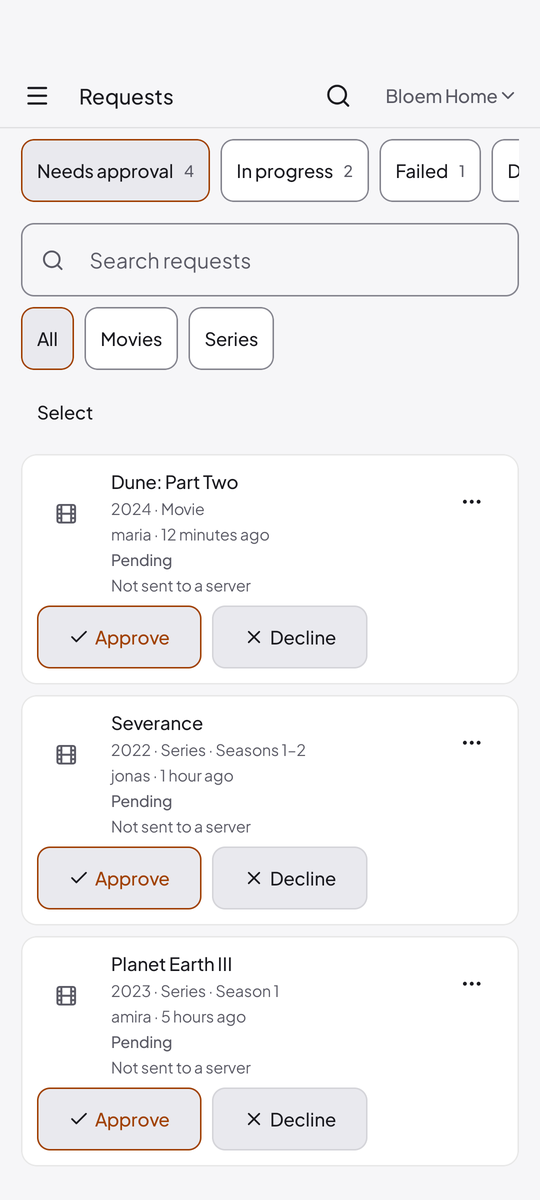 Requests
Bloem Home
Needs approval 4
In progress 2
Failed 1
D
Search requests
All
Movies
Series
Select
Dune: Part Two
2024 · Movie
maria · 12 minutes ago
Pending
Not sent to a server
Approve
Decline
Severance
2022 · Series · Seasons 1–2
jonas · 1 hour ago
Pending
Not sent to a server
Approve
Decline
Planet Earth III
2023 · Series · Season 1
amira · 5 hours ago
Pending
Not sent to a server
Approve
Decline